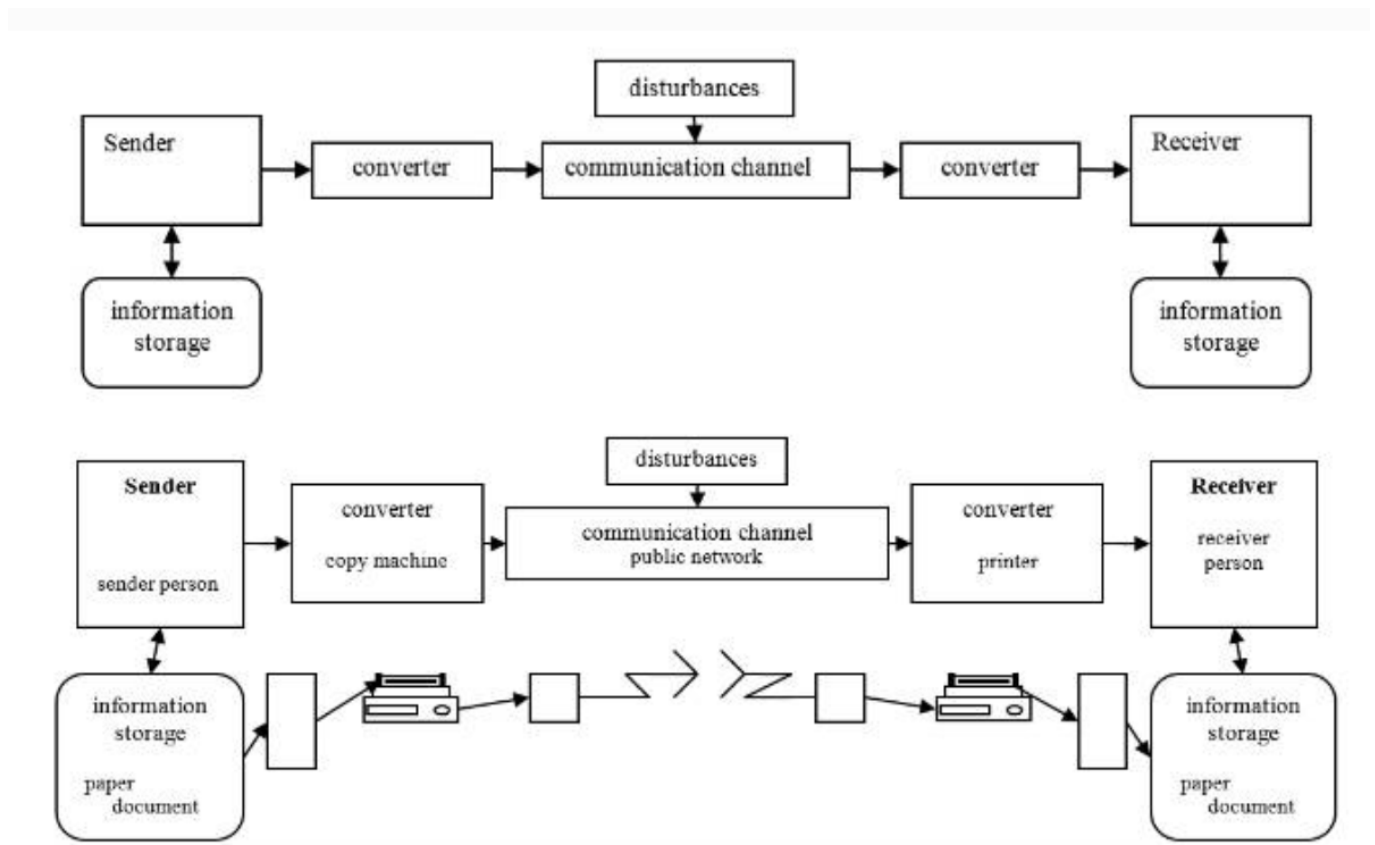 disturbances
Sender
converter
communication channel
converter
Receiver
information
storage
information
storage
disturbances
Sender
sender person
converter
copy machine
communication channel
public network
converter
printer
Receiver
receiver
person
information
storage
paper
document
information
storage
paper
document